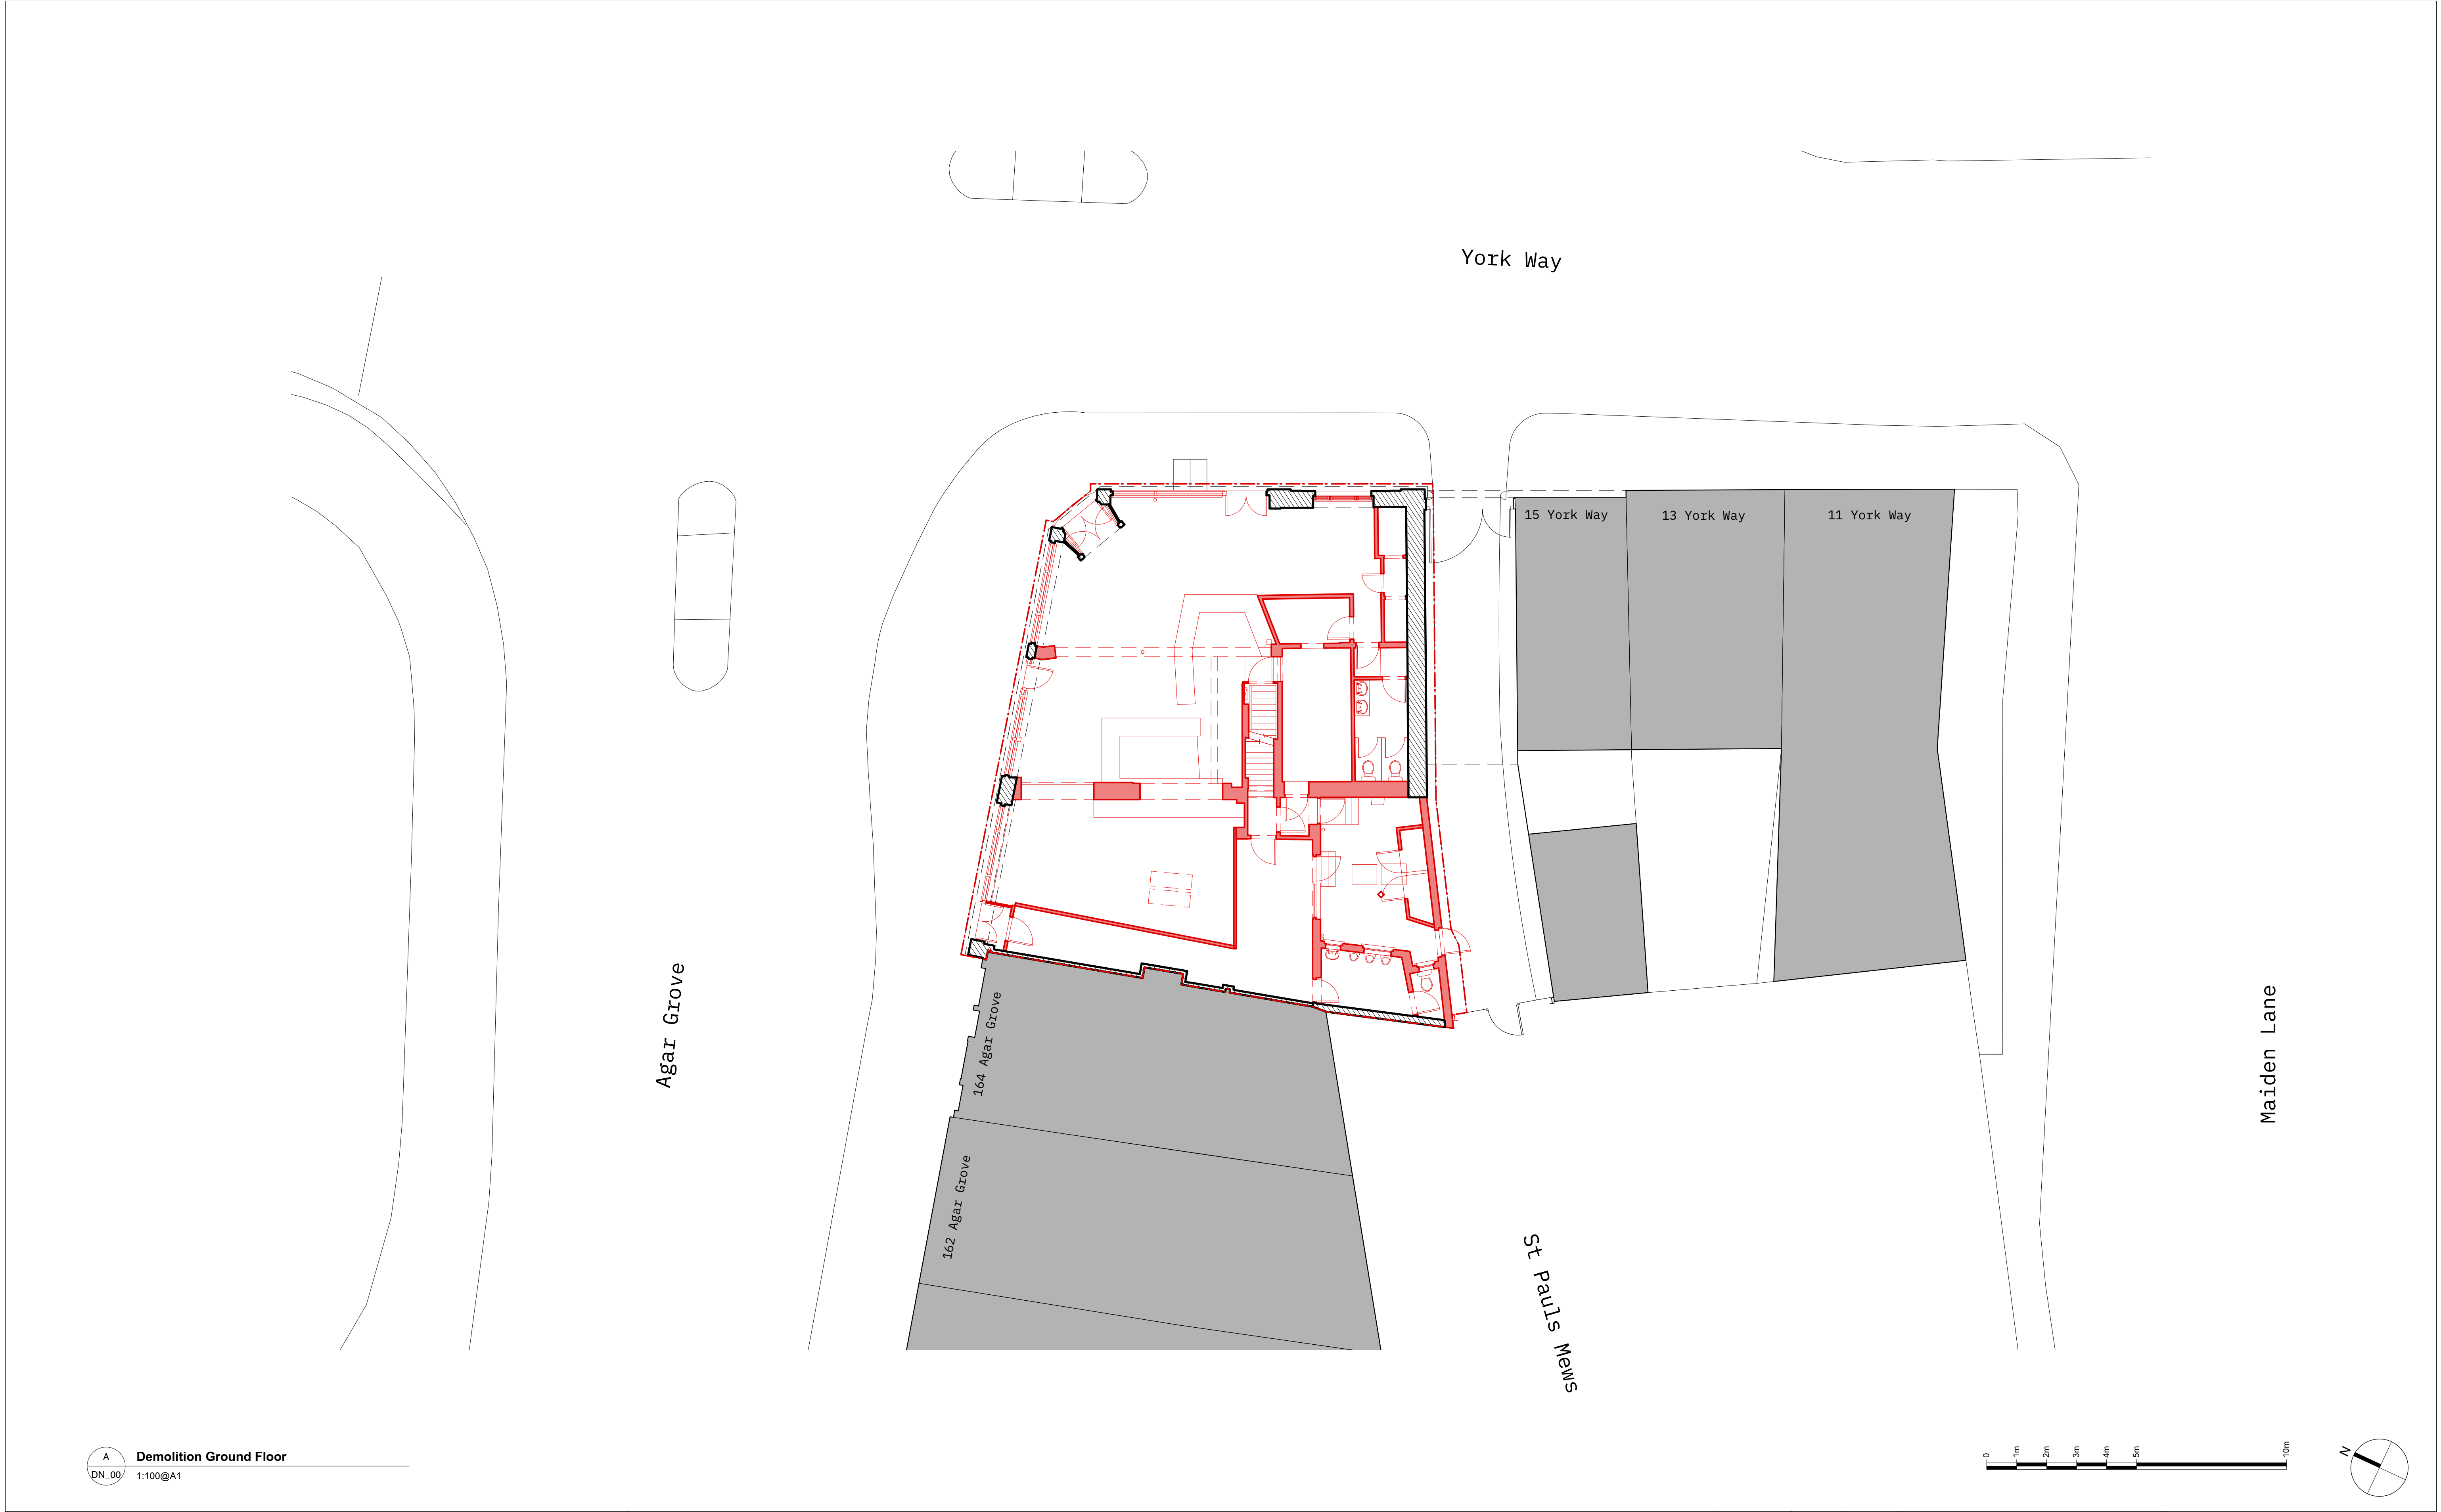 York Way
15 York Way
13 York Way
11 York Way
Agar Grove
164 Agar Grove
162 Agar Grove
Maiden Lane
St Pauls Mews
A
DN_00
Demolition Ground Floor
1:100@A1
0
1m
2m
3m
4m
5m
10m
N